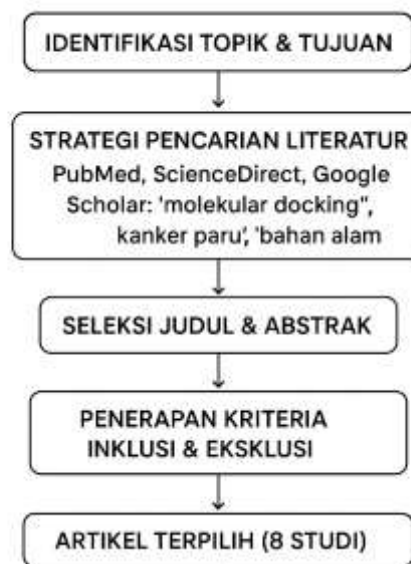 IDENTIFIKASI TOPIK & TUJUAN
STRATEGI PENCARIAN LITERATUR
PubMed, ScienceDirect, Google
Scholar: 'molekular docking",
kanker paru', 'bahan alam
SELEKSI JUDUL & ABSTRAK
PENERAPAN KRITERIA
INKLUSI & EKSKLUSI
ARTIKEL TERPILIH (8 STUDI)